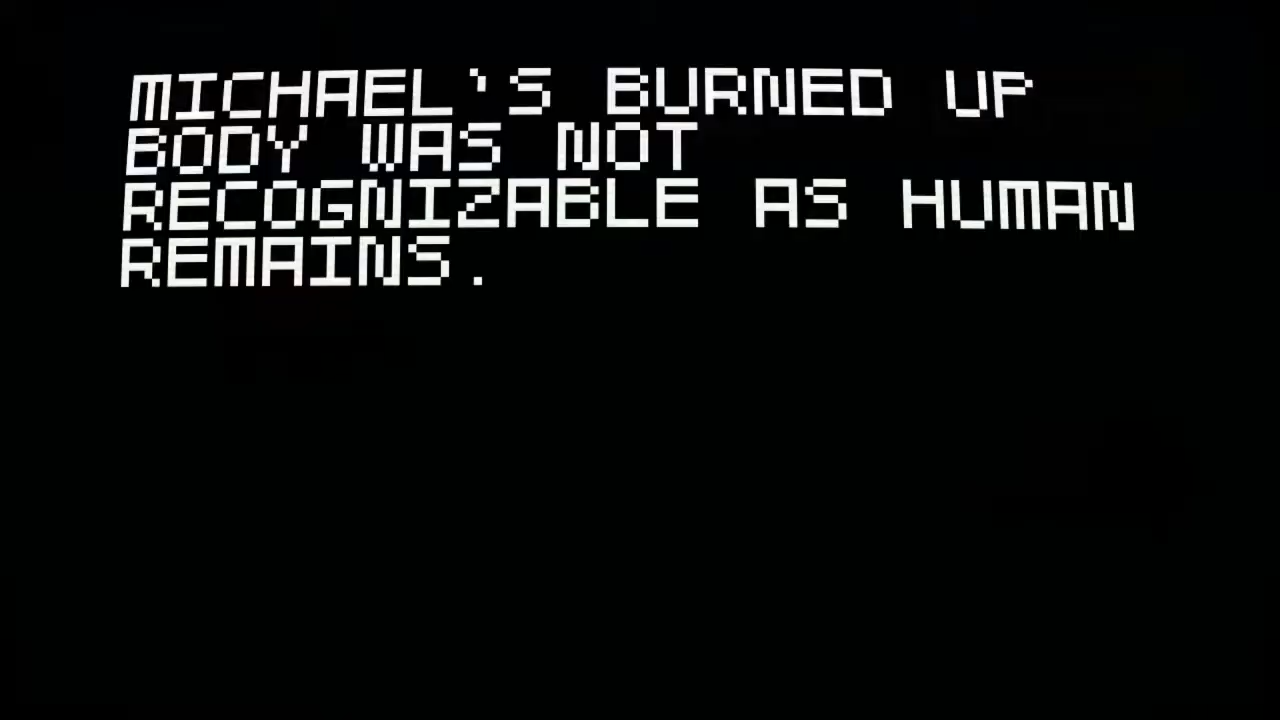 MICHAEL'S BURNED UP
BODY WAS NOT
RECOGNIZABLE AS HUMAN
REMAINS.